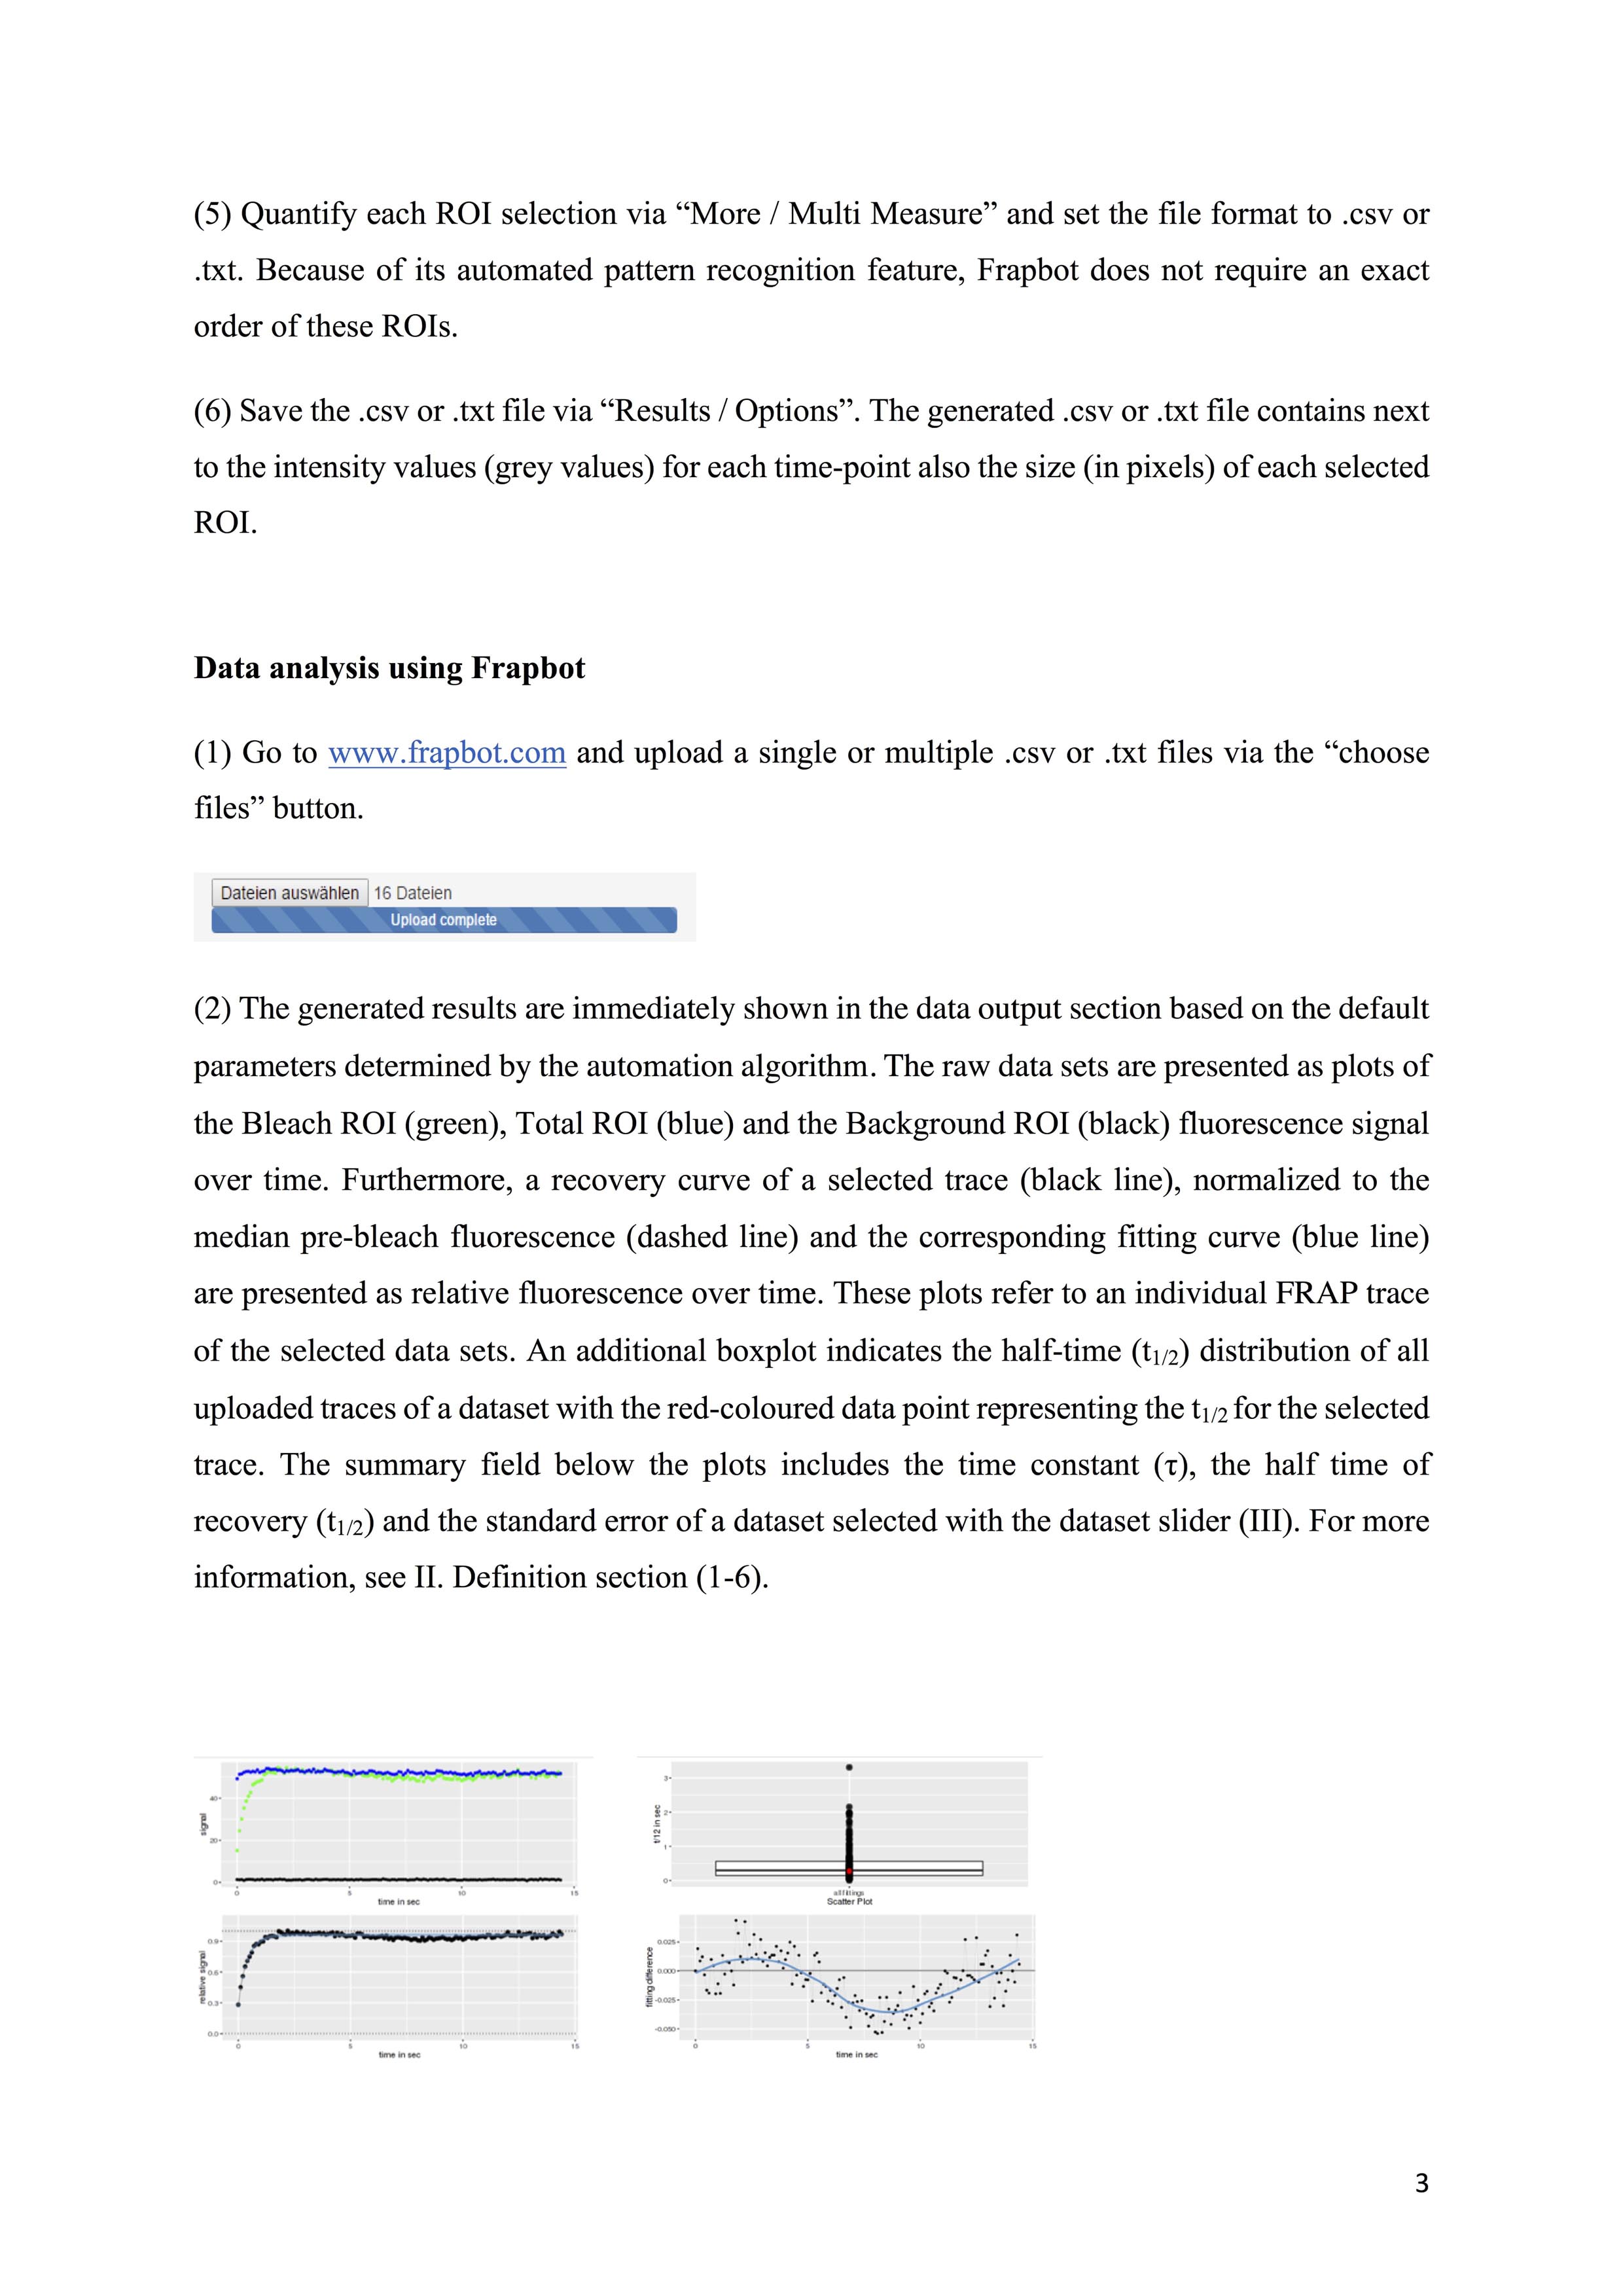 (5) Quantify each ROI selection via “More / Multi Measure” and set the file format to .csv or
.txt. Because of its automated pattern recognition feature, Frapbot does not require an exact
order of these ROIs.
(6) Save the .csv or .txt file via “Results / Options”. The generated .csv or .txt file contains next
to the intensity values (grey values) for each time-point also the size (in pixels) of each selected
ROI.
Data analysis using Frapbot
(1) Go to www.frapbot.com and upload a single or multiple .csv or .txt files via the “choose
files” button.
Dateien auswählen 16 Dateien
Upload complete
(2) The generated results are immediately shown in the data output section based on the default
parameters determined by the automation algorithm. The raw data sets are presented as plots of
the Bleach ROI (green), Total ROI (blue) and the Background ROI (black) fluorescence signal
over time. Furthermore, a recovery curve of a selected trace (black line), normalized to the
median pre-bleach fluorescence (dashed line) and the corresponding fitting curve (blue line)
are presented as relative fluorescence over time. These plots refer to an individual FRAP trace
of the selected data sets. An additional boxplot indicates the half-time (t1/2) distribution of all
uploaded traces of a dataset with the red-coloured data point representing the t1/2 for the selected
trace. The summary field below the plots includes the time constant (τ), the half time of
recovery (t1/2) and the standard error of a dataset selected with the dataset slider (III). For more
information, see II. Definition section (1-6).
signal
40
20
0
0 5 10 15
time in sec
t/12 in sec
3
2
1
0
all fittings
Scatter Plot
relative signal
0.9
0.6
0.3
0.0
0 5 10 15
time in sec
fitting difference
0.025
0.000
-0.025
-0.050
0 5 10 15
time in sec
3